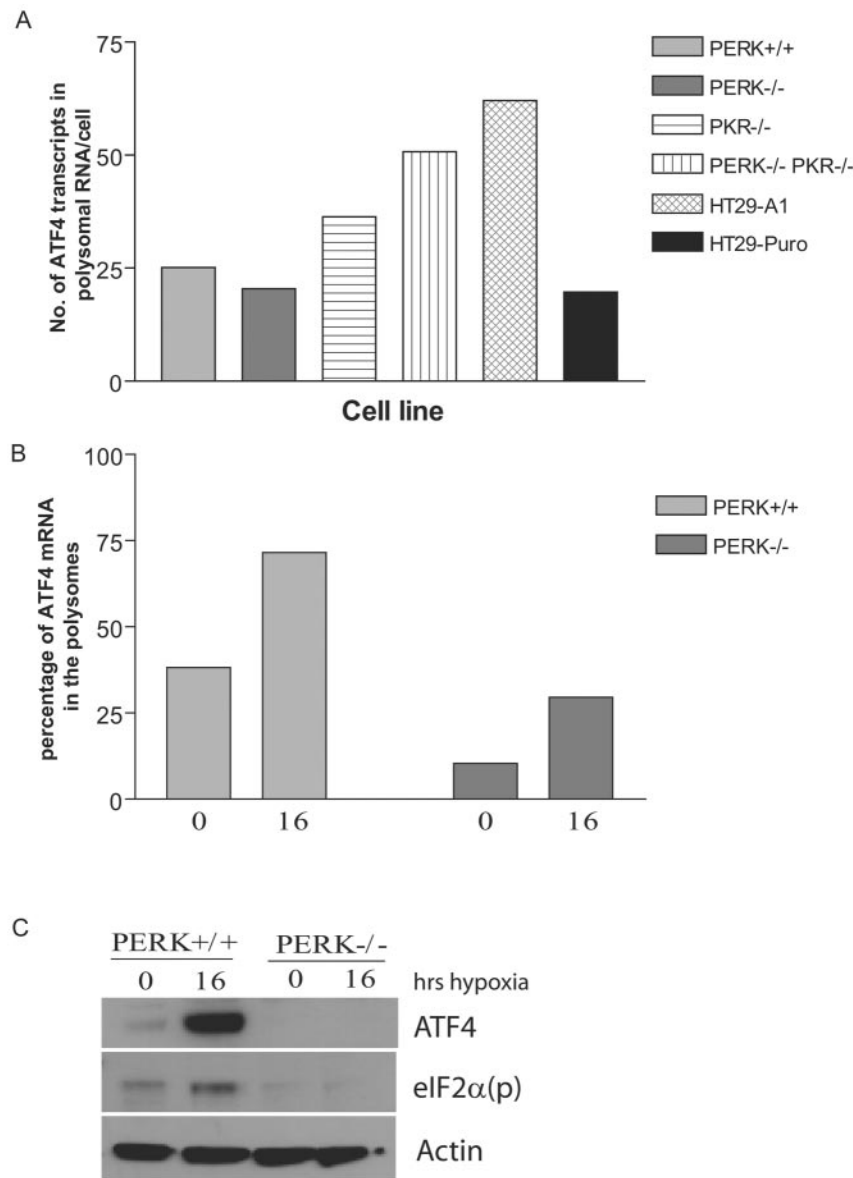 A
75
50
25
0
No. of ATF4 transcripts in
polysomal RNA/cell
Cell line
PERK+/+
PERK-/-
PKR-/-
PERK-/- PKR-/-
HT29-A1
HT29-Puro
B
100
75
50
25
0
percentage of ATF4 mRNA
in the polysomes
0 16 0 16
PERK+/+
PERK-/-
C
PERK+/+ PERK-/-
0 16 0 16 hrs hypoxia
ATF4
eIF2α(p)
Actin